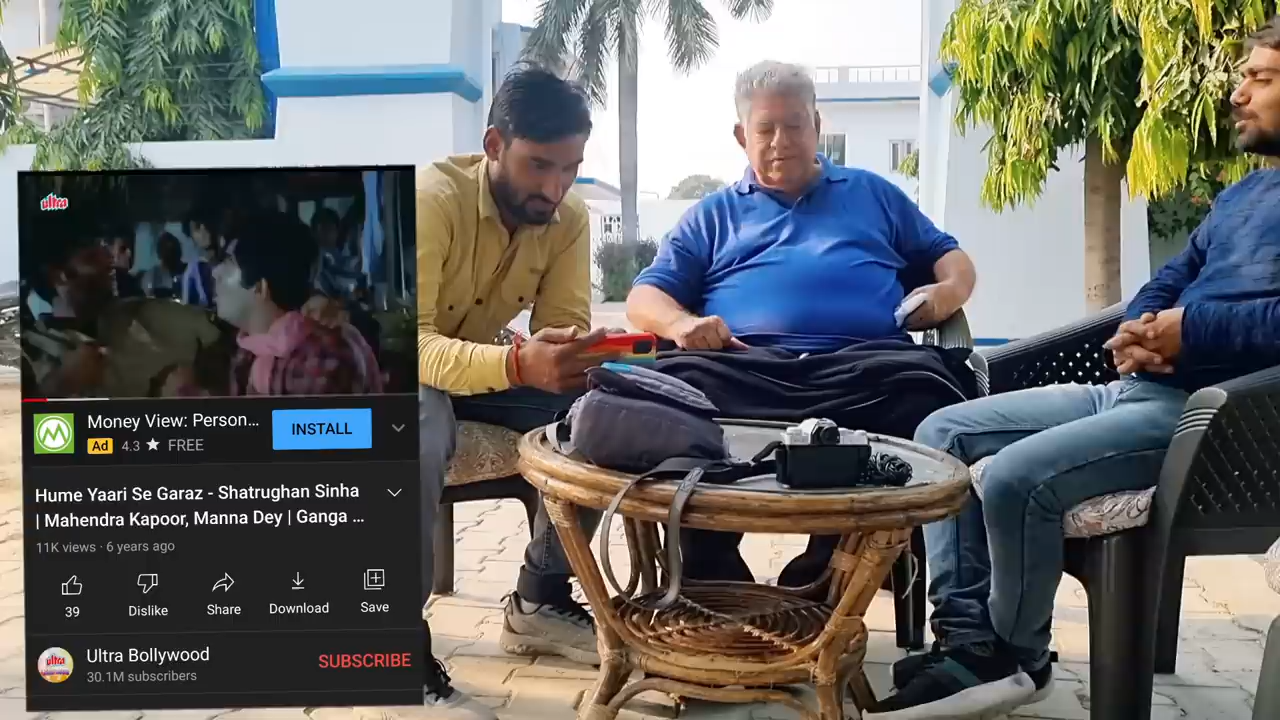 ultra
Money View: Person...
Ad 4.3 ★ FREE
INSTALL
Hume Yaari Se Garaz - Shatrughan Sinha
| Mahendra Kapoor, Manna Dey | Ganga ...
11K views · 6 years ago
39
Dislike
Share
Download
Save
ultra
Ultra Bollywood
30.1M subscribers
SUBSCRIBE